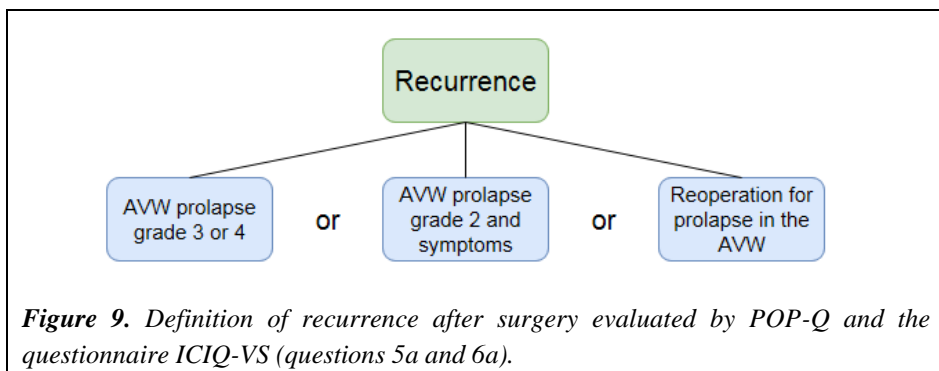 Recurrence
AVW prolapse
grade 3 or 4
or
AVW prolapse
grade 2 and
symptoms
or
Reoperation for
prolapse in the
AVW
Figure 9. Definition of recurrence after surgery evaluated by POP-Q and the
questionnaire ICIQ-VS (questions 5a and 6a).